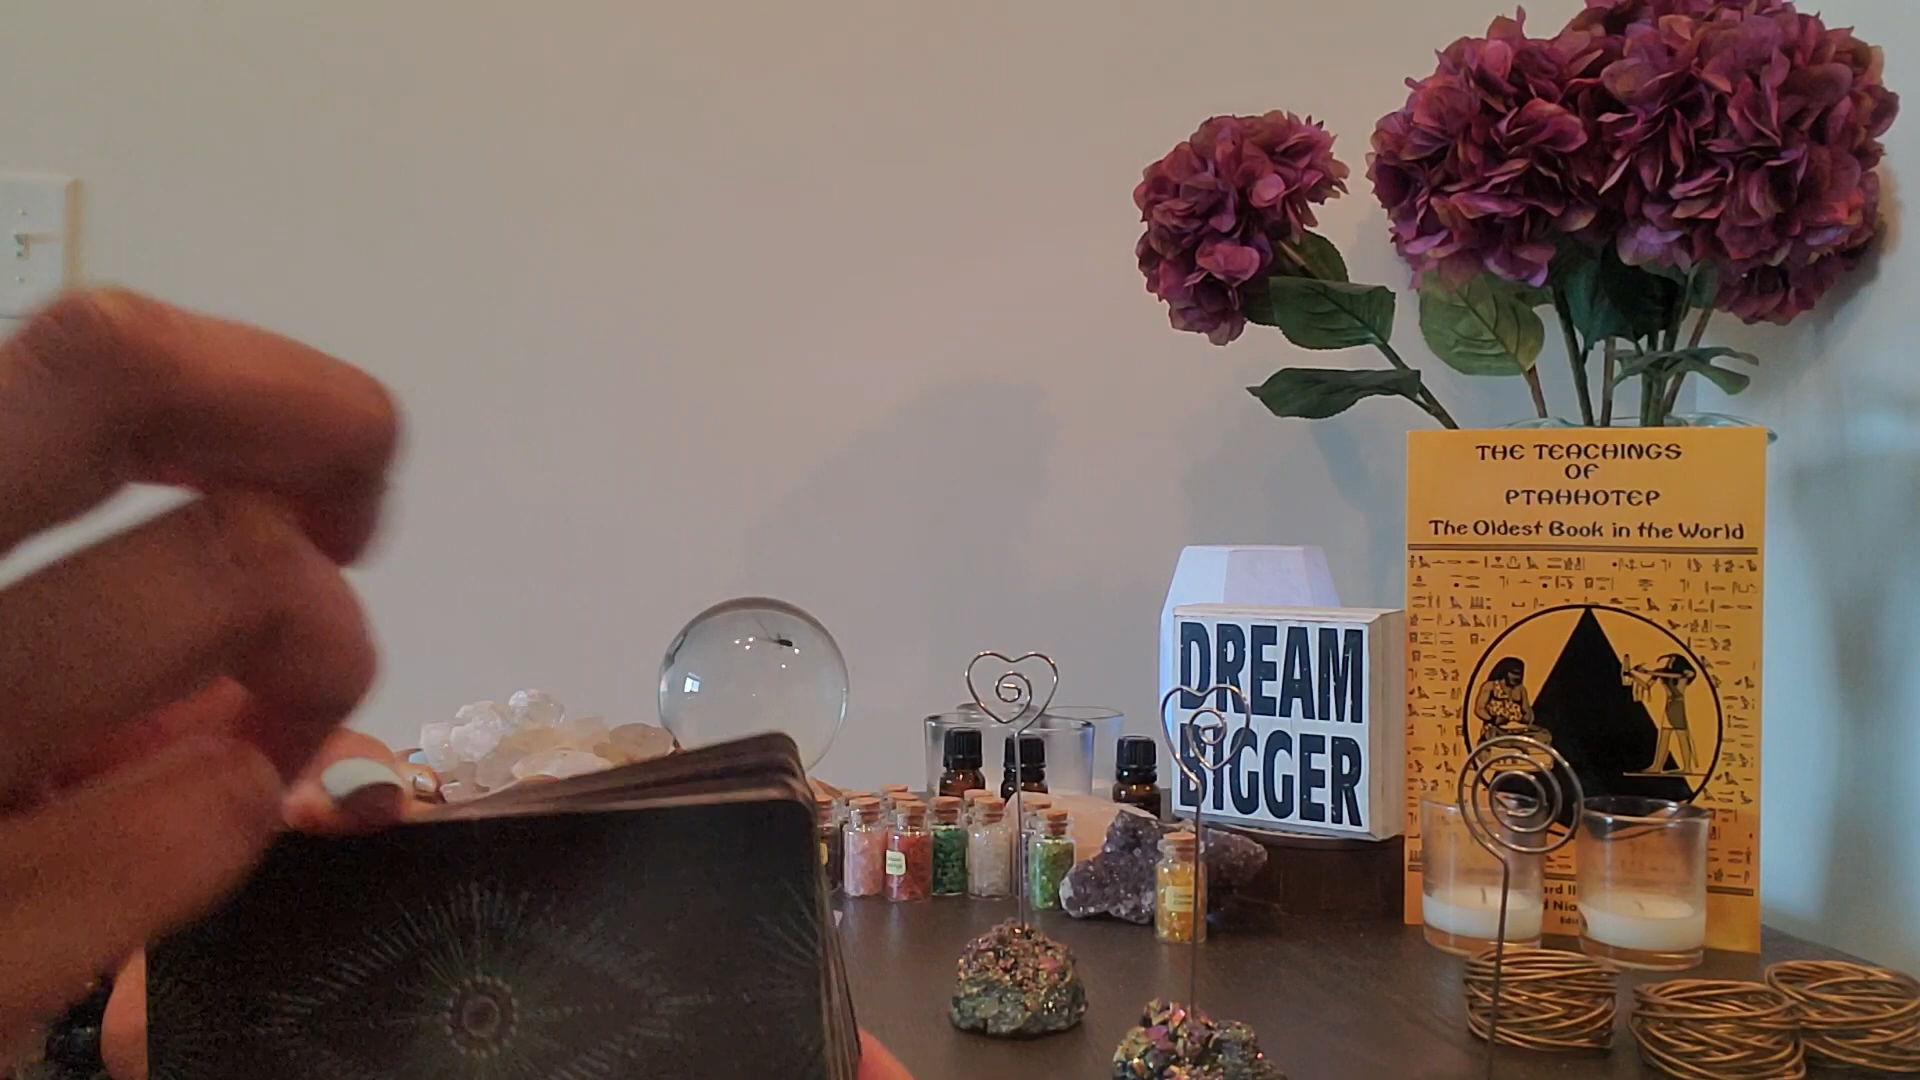 DREAM
BIGGER
THE TEACHINGS
OF
PTAHHOTEP
The Oldest Book in the World